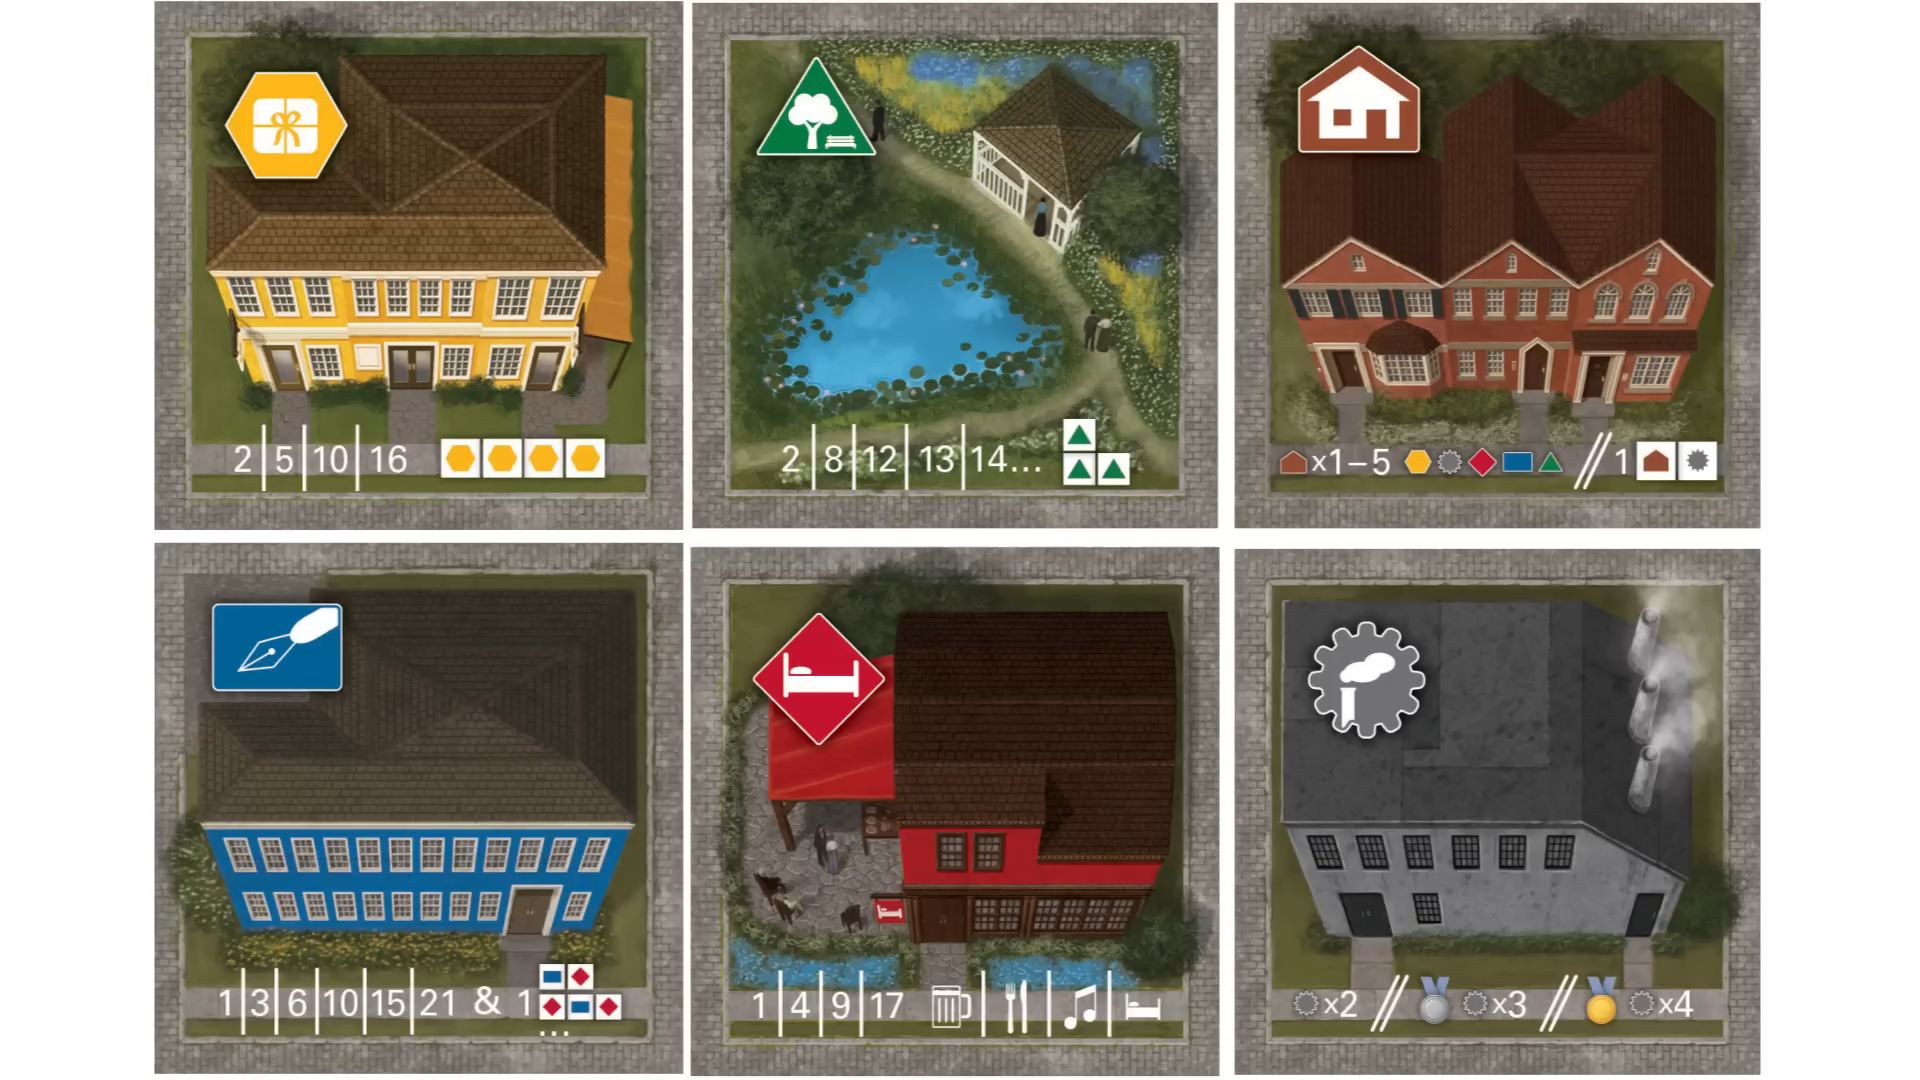 2 5 10 16
2 8 12 13 14...
x1–5 // 1
1 3 6 10 15 21 & 1
...
1 4 9 17
x2 // x3 // x4